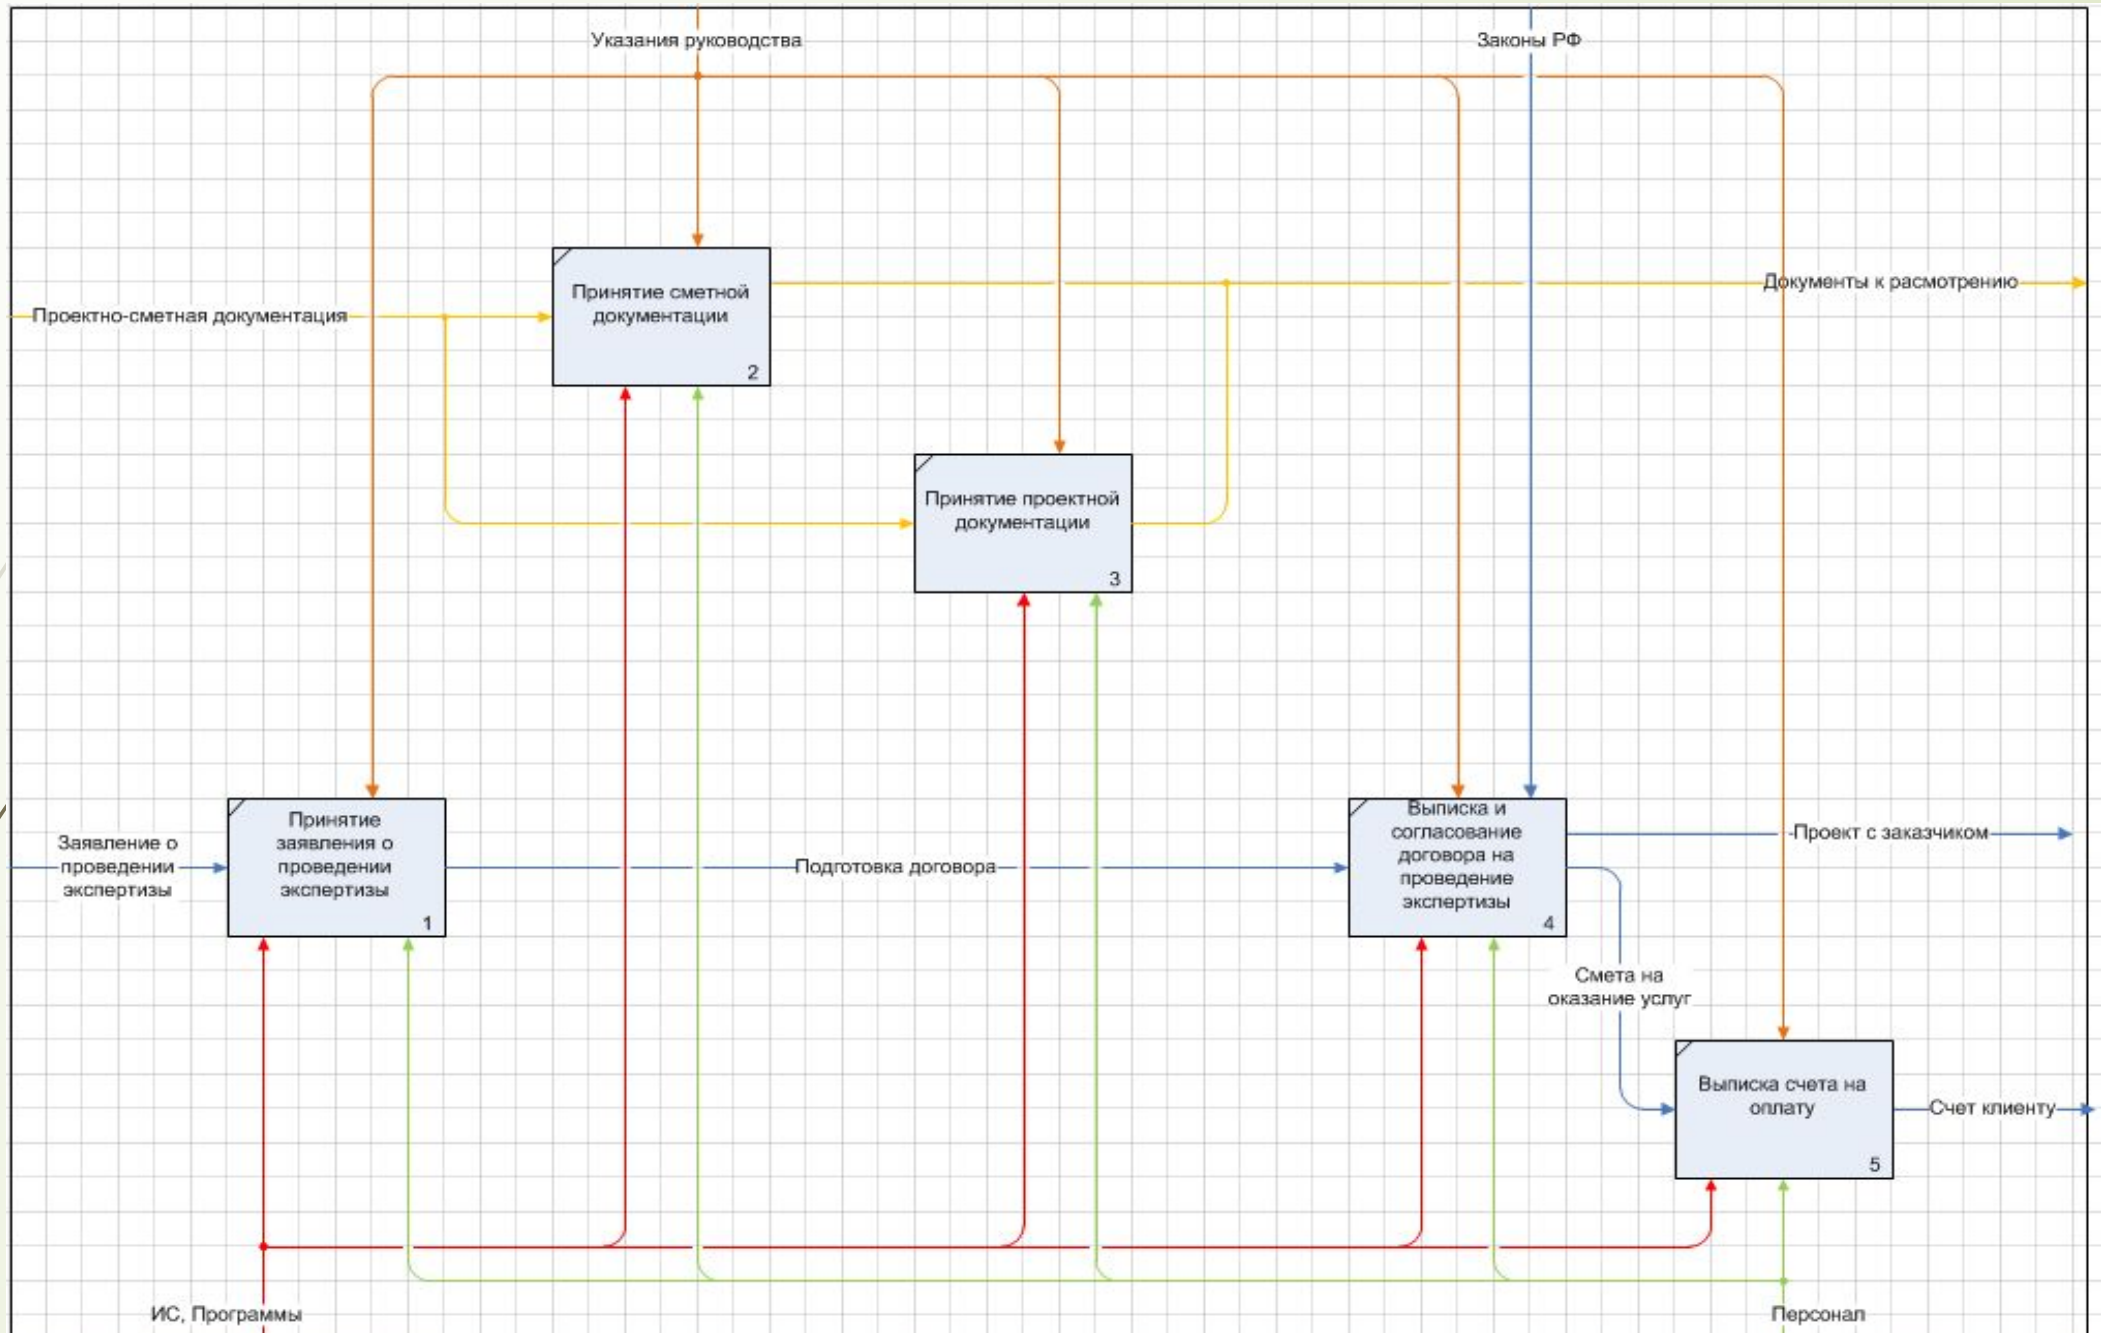 Указания руководства
Законы РФ
Принятие сметной
документации
2
Документы к расмотрению
Проектно-сметная документация
Принятие проектной
документации
3
Заявление о
проведении
экспертизы
Принятие
заявления о
проведении
экспертизы
1
Подготовка договора
Выписка и
согласование
договора на
проведение
экспертизы
4
Проект с заказчиком
Смета на
оказание услуг
Выписка счета на
оплату
5
Счет клиенту
ИС, Программы
Персонал